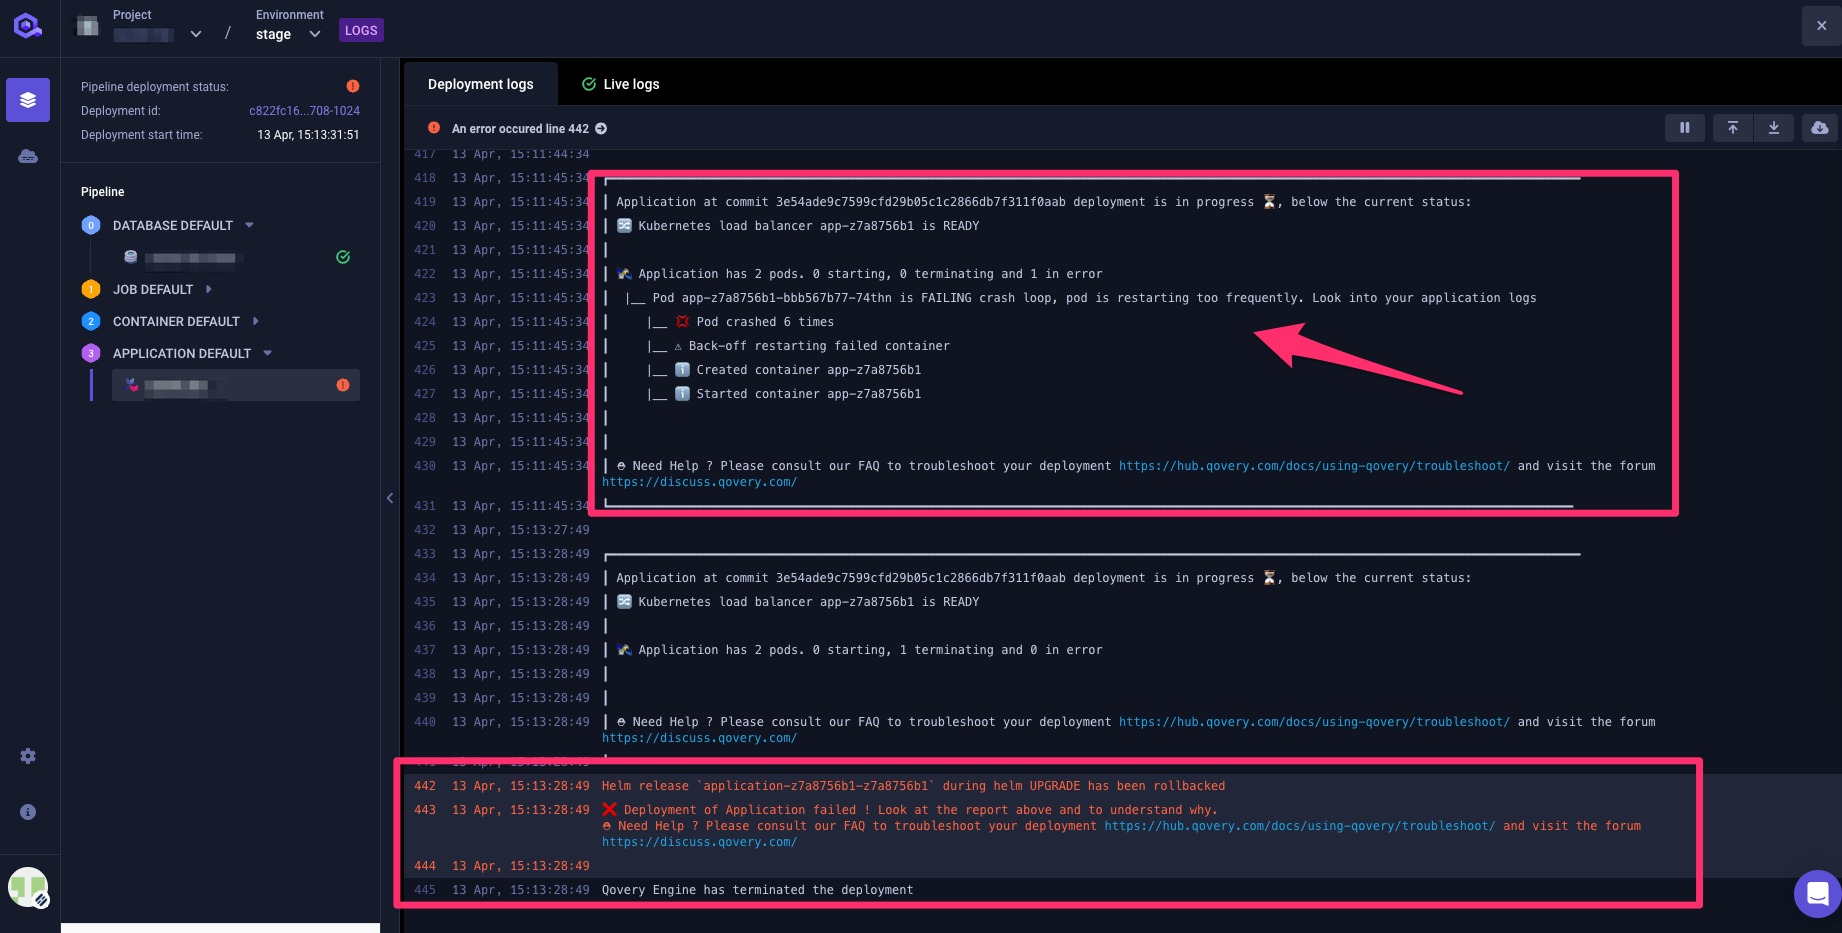 Project
Environment
/
stage
LOGS
Pipeline deployment status:
Deployment id: c822fc16...708-1024
Deployment start time: 13 Apr, 15:13:31:51
Pipeline
0 DATABASE DEFAULT
1 JOB DEFAULT
2 CONTAINER DEFAULT
3 APPLICATION DEFAULT
Deployment logs
Live logs
An error occured line 442
417 13 Apr, 15:11:44:34
418 13 Apr, 15:11:45:34
419 13 Apr, 15:11:45:34 ┃ Application at commit 3e54ade9c7599cfd29b05c1c2866db7f311f0aab deployment is in progress ⏳, below the current status:
420 13 Apr, 15:11:45:34 ┃ 🔀 Kubernetes load balancer app-z7a8756b1 is READY
421 13 Apr, 15:11:45:34 ┃
422 13 Apr, 15:11:45:34 ┃ 🛰 Application has 2 pods. 0 starting, 0 terminating and 1 in error
423 13 Apr, 15:11:45:34 ┃ |__ Pod app-z7a8756b1-bbb567b77-74thn is FAILING crash loop, pod is restarting too frequently. Look into your application logs
424 13 Apr, 15:11:45:34 ┃ |__ 💢 Pod crashed 6 times
425 13 Apr, 15:11:45:34 ┃ |__ ⚠ Back-off restarting failed container
426 13 Apr, 15:11:45:34 ┃ |__ ℹ️ Created container app-z7a8756b1
427 13 Apr, 15:11:45:34 ┃ |__ ℹ️ Started container app-z7a8756b1
428 13 Apr, 15:11:45:34 ┃
429 13 Apr, 15:11:45:34 ┃
430 13 Apr, 15:11:45:34 ┃ ⛑ Need Help ? Please consult our FAQ to troubleshoot your deployment https://hub.qovery.com/docs/using-qovery/troubleshoot/ and visit the forum
https://discuss.qovery.com/
431 13 Apr, 15:11:45:34
432 13 Apr, 15:13:27:49
433 13 Apr, 15:13:28:49
434 13 Apr, 15:13:28:49 ┃ Application at commit 3e54ade9c7599cfd29b05c1c2866db7f311f0aab deployment is in progress ⏳, below the current status:
435 13 Apr, 15:13:28:49 ┃ 🔀 Kubernetes load balancer app-z7a8756b1 is READY
436 13 Apr, 15:13:28:49 ┃
437 13 Apr, 15:13:28:49 ┃ 🛰 Application has 2 pods. 0 starting, 1 terminating and 0 in error
438 13 Apr, 15:13:28:49 ┃
439 13 Apr, 15:13:28:49 ┃
440 13 Apr, 15:13:28:49 ┃ ⛑ Need Help ? Please consult our FAQ to troubleshoot your deployment https://hub.qovery.com/docs/using-qovery/troubleshoot/ and visit the forum
https://discuss.qovery.com/
441 13 Apr, 15:13:28:49
442 13 Apr, 15:13:28:49 Helm release `application-z7a8756b1-z7a8756b1` during helm UPGRADE has been rollbacked
443 13 Apr, 15:13:28:49 ❌ Deployment of Application failed ! Look at the report above and to understand why.
⛑ Need Help ? Please consult our FAQ to troubleshoot your deployment https://hub.qovery.com/docs/using-qovery/troubleshoot/ and visit the forum
https://discuss.qovery.com/
444 13 Apr, 15:13:28:49
445 13 Apr, 15:13:28:49 Qovery Engine has terminated the deployment